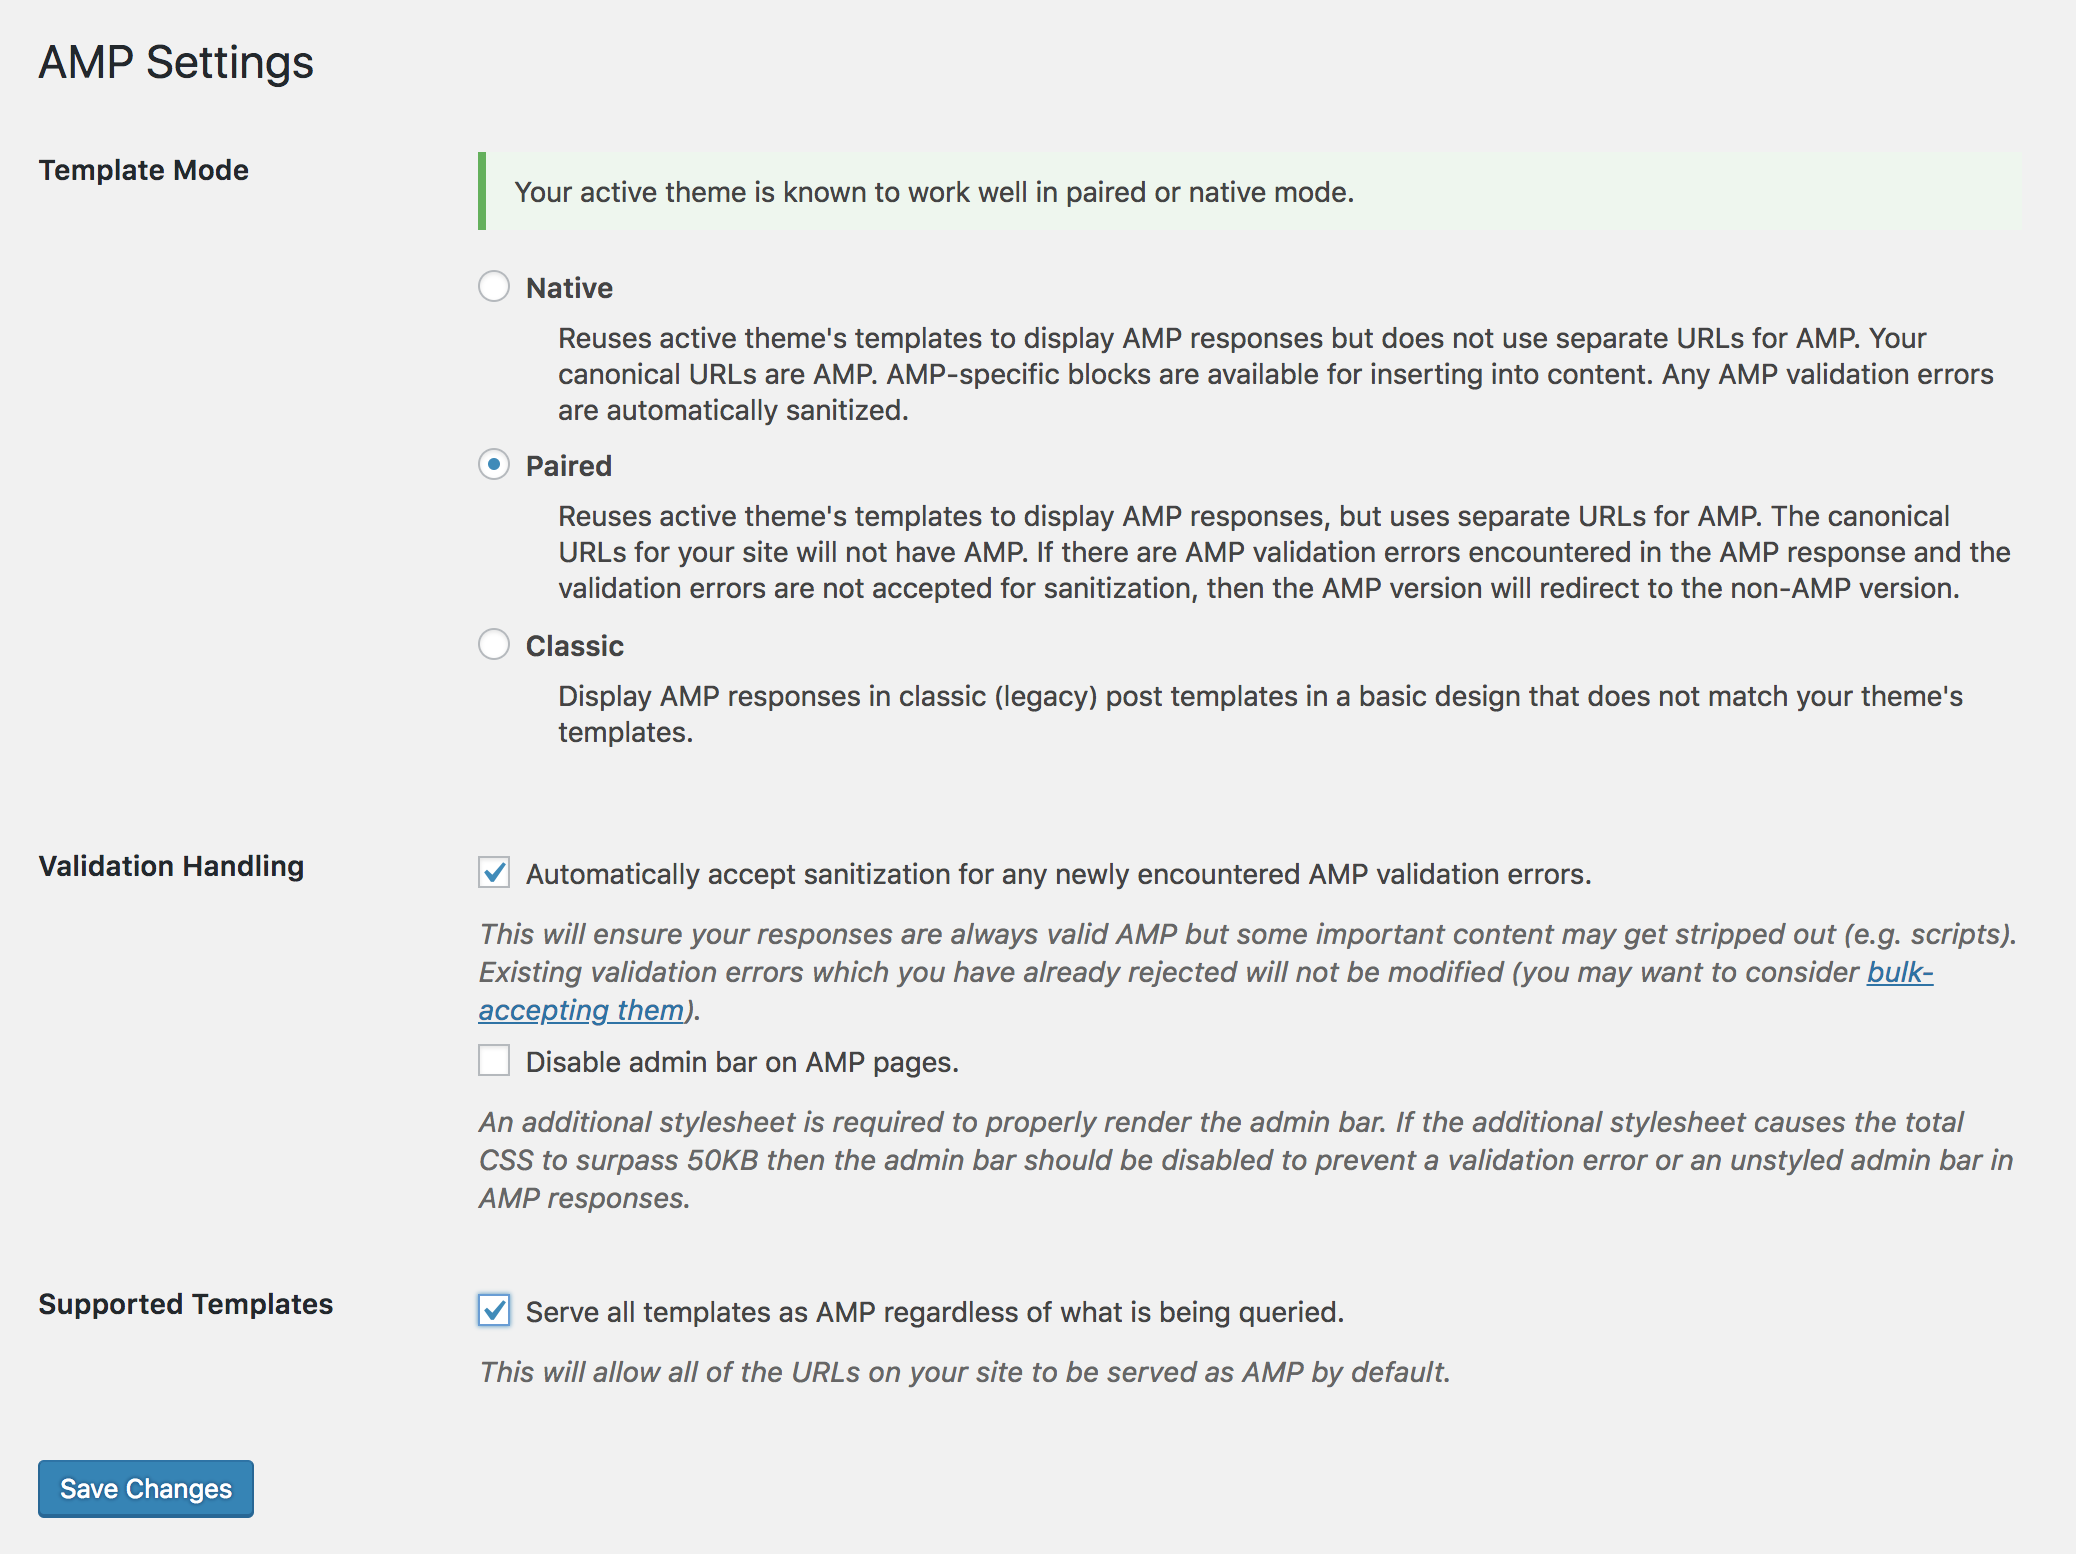 AMP Settings
Template Mode
Your active theme is known to work well in paired or native mode.
Native
Reuses active theme's templates to display AMP responses but does not use separate URLs for AMP. Your
canonical URLs are AMP. AMP-specific blocks are available for inserting into content. Any AMP validation errors
are automatically sanitized.
Paired
Reuses active theme's templates to display AMP responses, but uses separate URLs for AMP. The canonical
URLs for your site will not have AMP. If there are AMP validation errors encountered in the AMP response and the
validation errors are not accepted for sanitization, then the AMP version will redirect to the non-AMP version.
Classic
Display AMP responses in classic (legacy) post templates in a basic design that does not match your theme's
templates.
Validation Handling
Automatically accept sanitization for any newly encountered AMP validation errors.
This will ensure your responses are always valid AMP but some important content may get stripped out (e.g. scripts).
Existing validation errors which you have already rejected will not be modified (you may want to consider bulk-
accepting them).
Disable admin bar on AMP pages.
An additional stylesheet is required to properly render the admin bar. If the additional stylesheet causes the total
CSS to surpass 50KB then the admin bar should be disabled to prevent a validation error or an unstyled admin bar in
AMP responses.
Supported Templates
Serve all templates as AMP regardless of what is being queried.
This will allow all of the URLs on your site to be served as AMP by default.
Save Changes